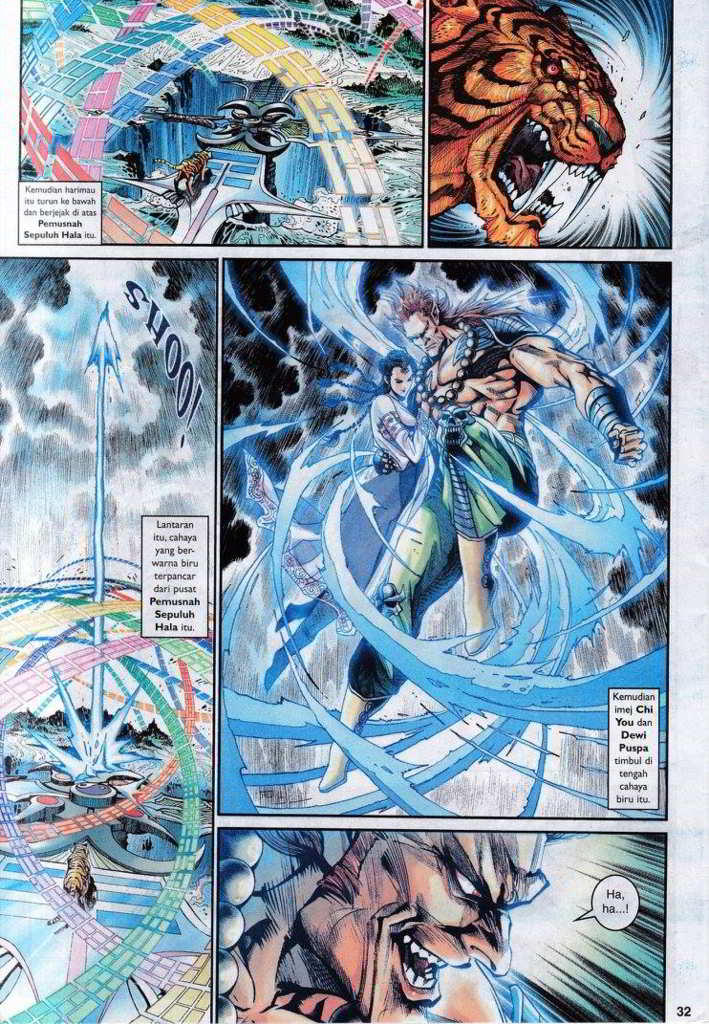 Kemudian harimau
itu turun ke bawah
dan berjejak di atas
Pemusnah
Sepuluh Hala itu.
SHOO!
Lantaran
itu, cahaya
yang ber-
warna biru
terpancar
dari pusat
Pemusnah
Sepuluh
Hala itu.
Kemudian
imej Chi
You dan
Dewi
Puspa
timbul di
tengah
cahaya
biru itu.
Ha,
ha...!
32